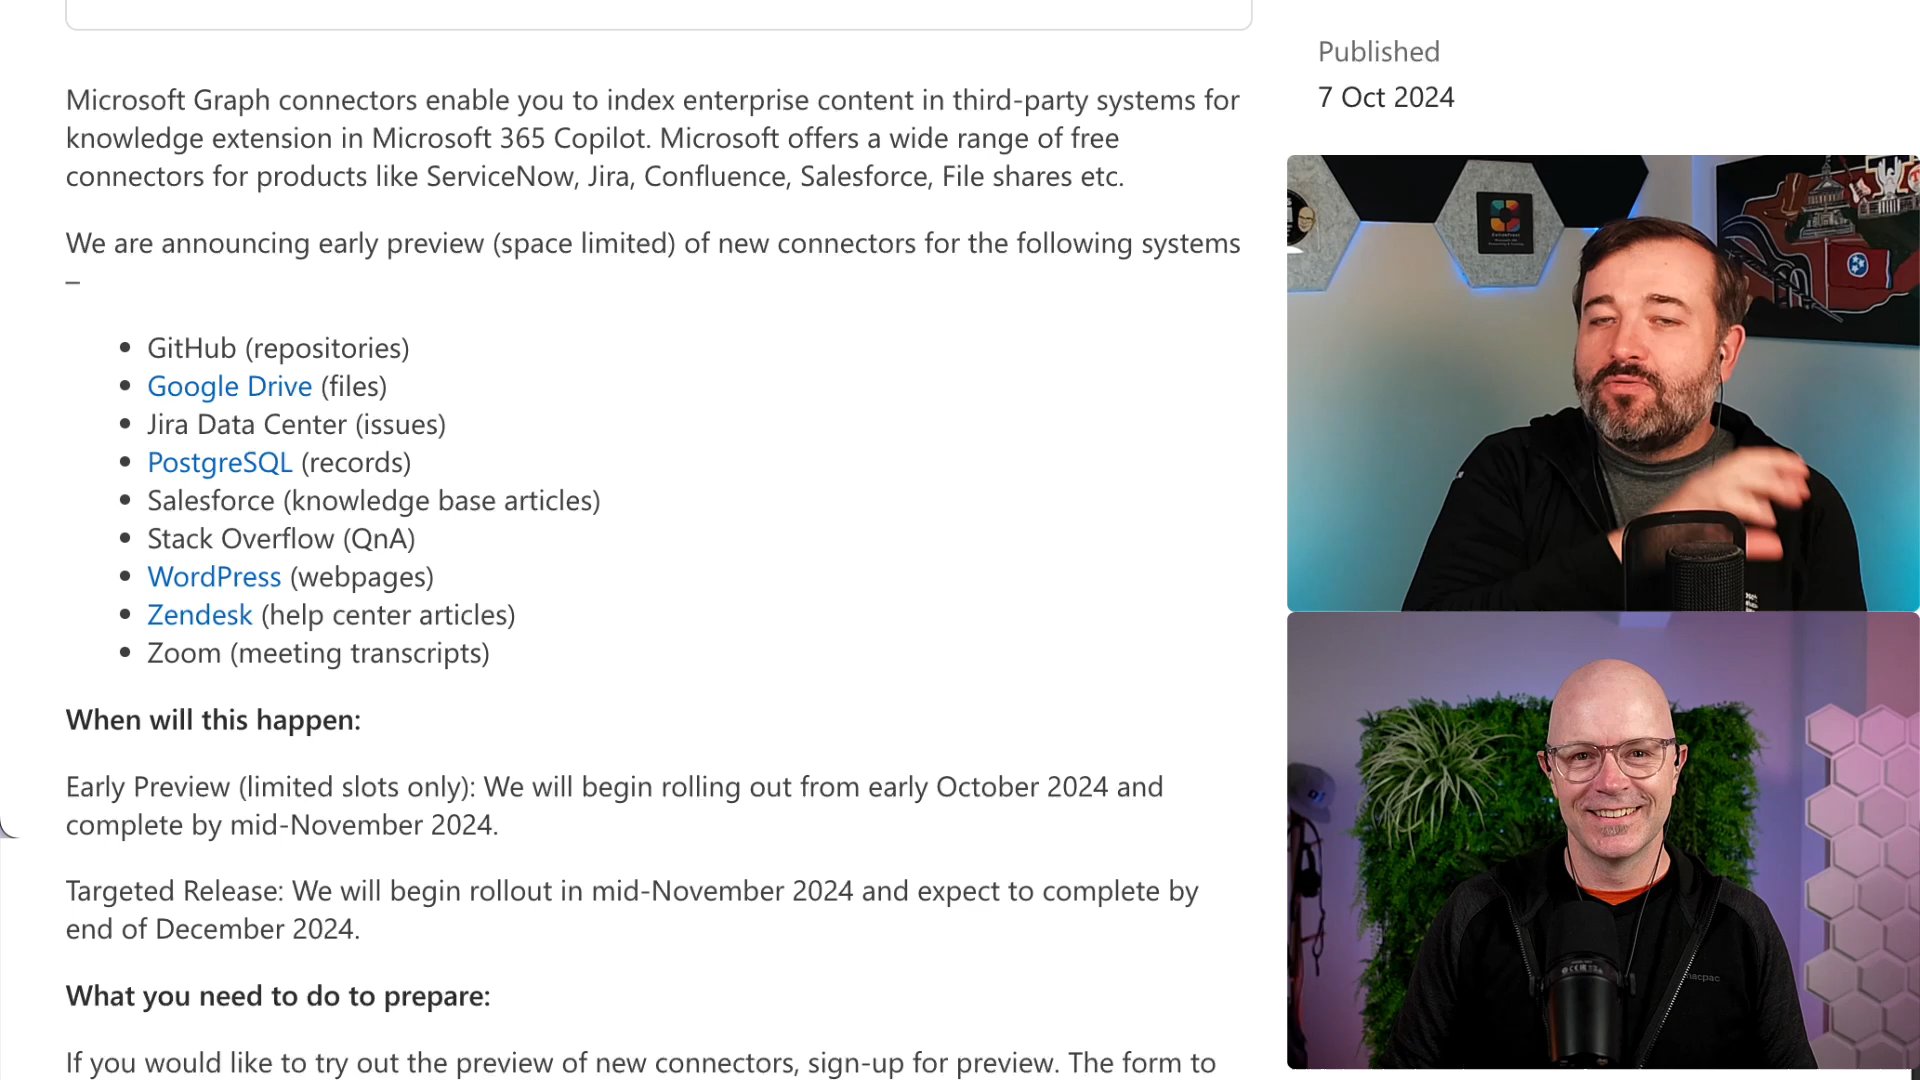 Microsoft Graph connectors enable you to index enterprise content in third-party systems for
knowledge extension in Microsoft 365 Copilot. Microsoft offers a wide range of free
connectors for products like ServiceNow, Jira, Confluence, Salesforce, File shares etc.
We are announcing early preview (space limited) of new connectors for the following systems
–
• GitHub (repositories)
• Google Drive (files)
• Jira Data Center (issues)
• PostgreSQL (records)
• Salesforce (knowledge base articles)
• Stack Overflow (QnA)
• WordPress (webpages)
• Zendesk (help center articles)
• Zoom (meeting transcripts)
When will this happen:
Early Preview (limited slots only): We will begin rolling out from early October 2024 and
complete by mid-November 2024.
Targeted Release: We will begin rollout in mid-November 2024 and expect to complete by
end of December 2024.
What you need to do to prepare:
If you would like to try out the preview of new connectors, sign-up for preview. The form to
Published
7 Oct 2024
macpac